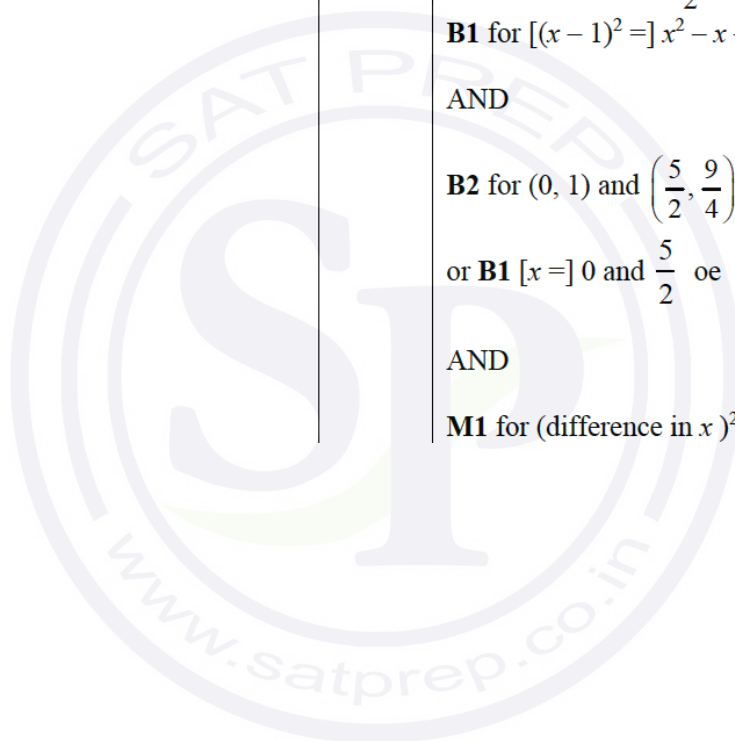 B1 for [(x – 1)² =] x² – x
AND
B2 for (0, 1) and (5/2, 9/4)
or B1 [x =] 0 and 5/2 oe
AND
M1 for (difference in x )²
SAT PREP
SP
www.satprep.co.in